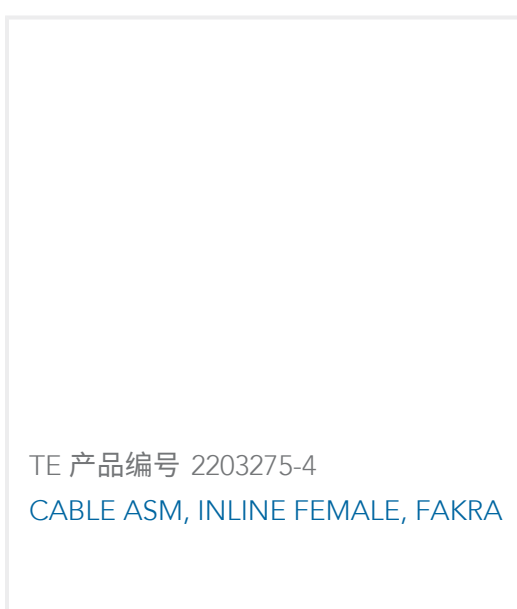 TE 产品编号 2203275-4
CABLE ASM, INLINE FEMALE, FAKRA